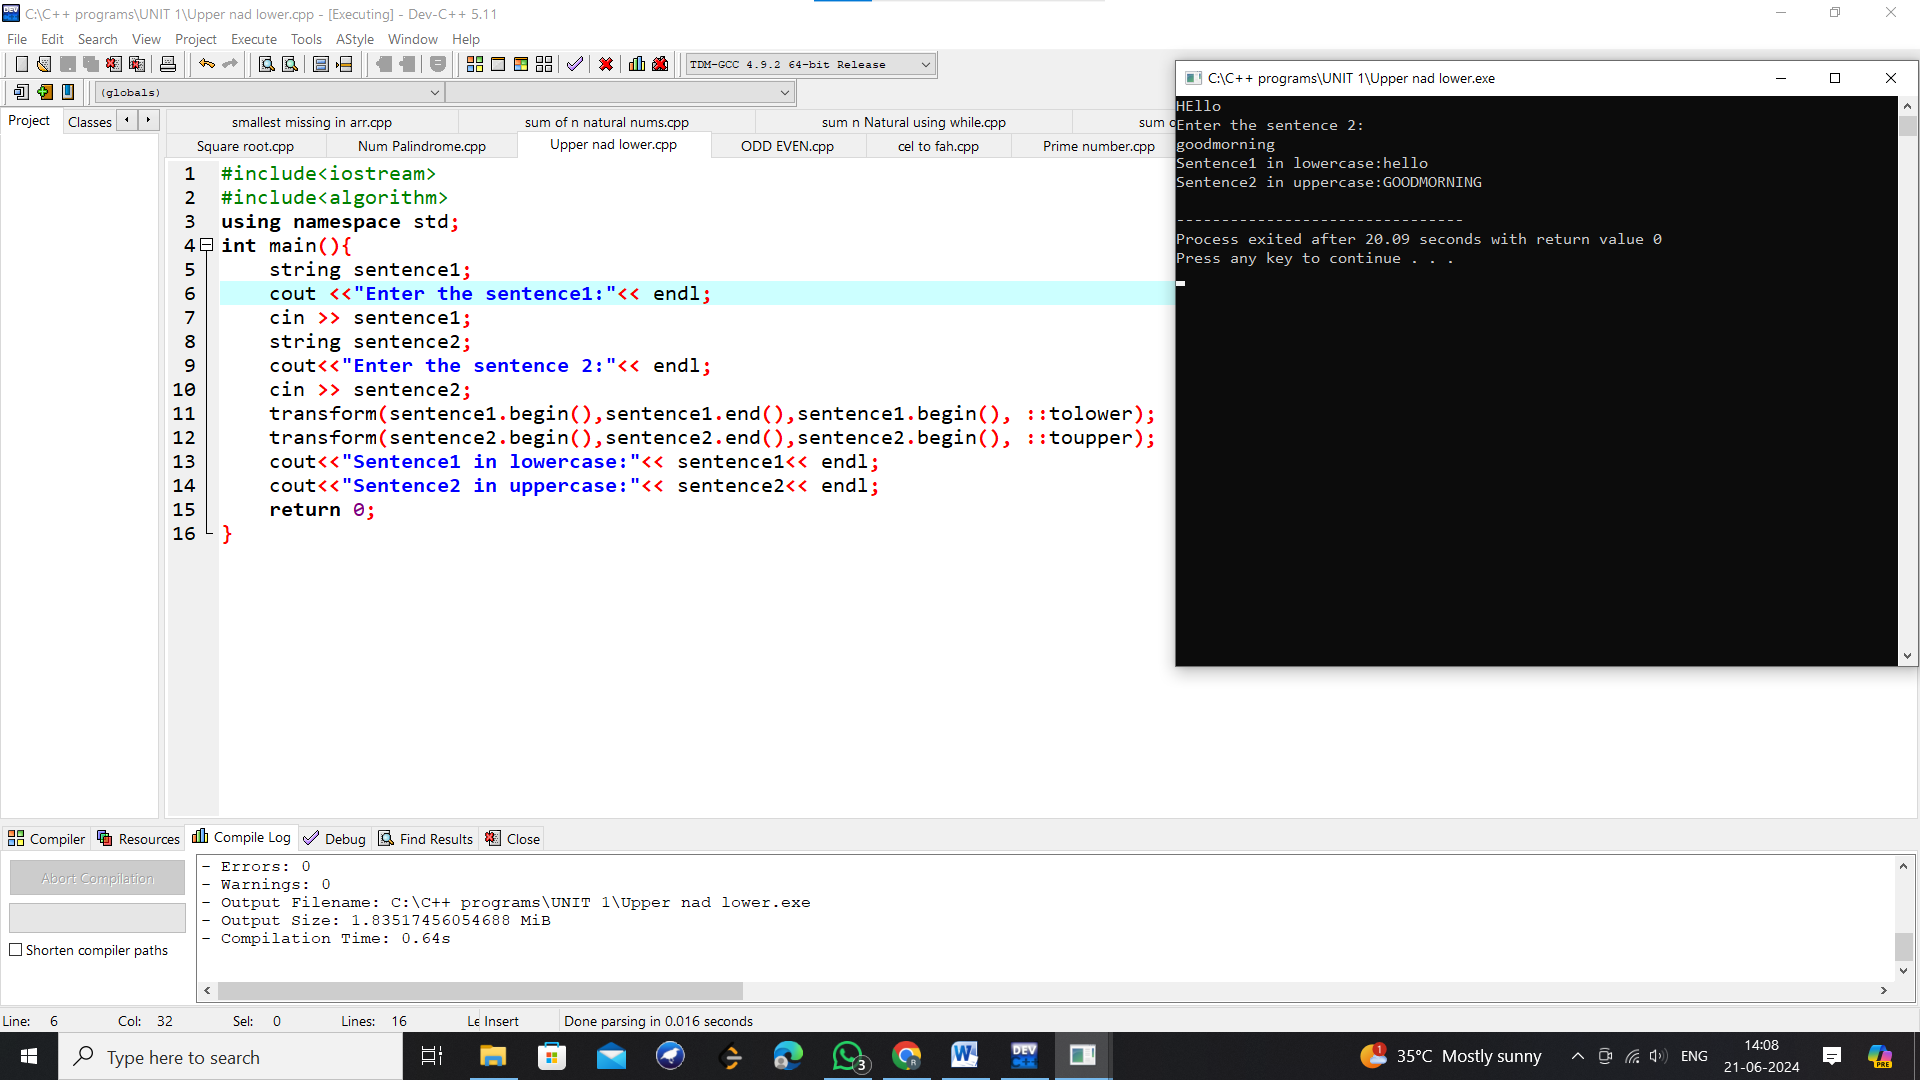 C:\C++ programs\UNIT 1\Upper nad lower.cpp - [Executing] - Dev-C++ 5.11
File Edit Search View Project Execute Tools AStyle Window Help
TDM-GCC 4.9.2 64-bit Release
(globals)
Project Classes
smallest missing in arr.cpp sum of n natural nums.cpp sum n Natural using while.cpp sum
Square root.cpp Num Palindrome.cpp Upper nad lower.cpp ODD EVEN.cpp cel to fah.cpp Prime number.cpp
1 #include<iostream>
2 #include<algorithm>
3 using namespace std;
4 int main(){
5 string sentence1;
6 cout <<"Enter the sentence1:"<< endl;
7 cin >> sentence1;
8 string sentence2;
9 cout<<"Enter the sentence 2:"<< endl;
10 cin >> sentence2;
11 transform(sentence1.begin(),sentence1.end(),sentence1.begin(), ::tolower);
12 transform(sentence2.begin(),sentence2.end(),sentence2.begin(), ::toupper);
13 cout<<"Sentence1 in lowercase:"<< sentence1<< endl;
14 cout<<"Sentence2 in uppercase:"<< sentence2<< endl;
15 return 0;
16 }
C:\C++ programs\UNIT 1\Upper nad lower.exe
HEllo
Enter the sentence 2:
goodmorning
Sentence1 in lowercase:hello
Sentence2 in uppercase:GOODMORNING
--------------------------------
Process exited after 20.09 seconds with return value 0
Press any key to continue . . .
Compiler Resources Compile Log Debug Find Results Close
Abort Compilation
Shorten compiler paths
- Errors: 0
- Warnings: 0
- Output Filename: C:\C++ programs\UNIT 1\Upper nad lower.exe
- Output Size: 1.83517456054688 MiB
- Compilation Time: 0.64s
Line: 6 Col: 32 Sel: 0 Lines: 16 Le Insert Done parsing in 0.016 seconds
Type here to search
3
DEV
1
35°C Mostly sunny
ENG
14:08
21-06-2024
PRE